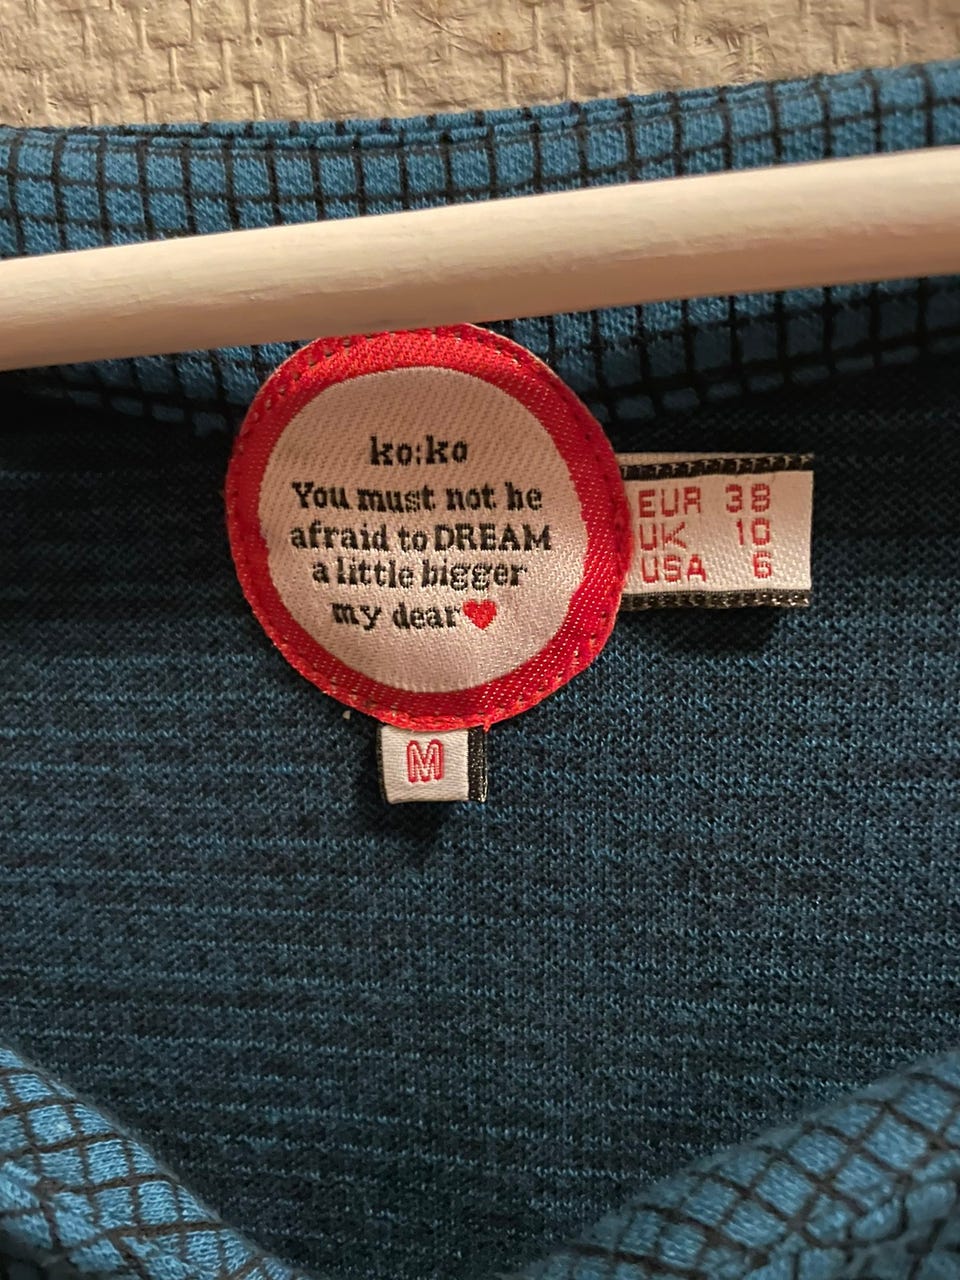 ko:ko
You must not be
afraid to DREAM
a little bigger
my dear
EUR 38
UK 10
USA 6
M